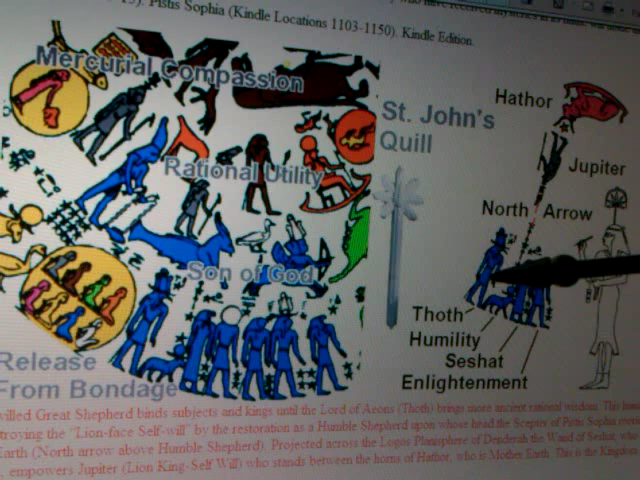 Pistis Sophia (Kindle Locations 1103-1150). Kindle Edition.
Mercurial Compassion
Rational Utility
Son of God
Release
From Bondage
St. John's
Quill
Hathor
Jupiter
North Arrow
Thoth
Humility
Seshat
Enlightenment
willed Great Shepherd binds subjects and kings until the Lord of Aeons (Thoth) brings more ancient rational wisdom. This
troying the "Lion-face Self-will" by the restoration as a Humble Shepherd upon whose head the Scepter of Pistis Sophia
Earth (North arrow above Humble Shepherd). Projected across the Logos Planisphere of Denderah the Wand of Seshat, who
, empowers Jupiter (Lion King-Self Will) who stands between the horns of Hathor, who is Mother Earth. This is the Kingdom